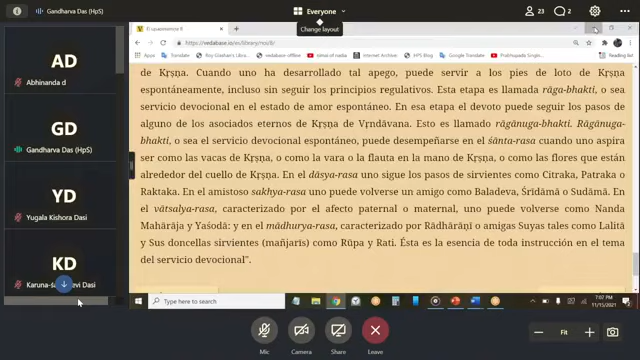 Gandharva Das (HpS)
Everyone
23
2
Change layout
AD
Abhinanda d
GD
Gandharva Das (HpS)
YD
Yugala Kishora Dasi
KD
El upadesamrta 8
https://vedabase.io/es/library/noi/8/
de Kṛṣṇa. Cuando uno ha desarrollado tal apego, puede servir a los pies de loto de Kṛṣṇa
espontáneamente, incluso sin seguir los principios regulativos. Esta etapa es llamada rāga-bhakti, o sea
servicio devocional en el estado de amor espontáneo. En esa etapa el devoto puede seguir los pasos de
alguno de los asociados eternos de Kṛṣṇa de Vṛndāvana. Esto es llamado rāgānuga-bhakti. Rāgānuga-
bhakti, o sea el servicio devocional espontáneo, puede desempeñarse en el śānta-rasa cuando uno aspira
ser como las vacas de Kṛṣṇa, o como la vara o la flauta en la mano de Kṛṣṇa, o como las flores que están
alrededor del cuello de Kṛṣṇa. En el dāsya-rasa uno sigue los pasos de sirvientes como Citraka, Patraka o
Raktaka. En el amistoso sakhya-rasa uno puede volverse un amigo como Baladeva, Śrīdāmā o Sudāmā. En
el vātsalya-rasa, caracterizado por el afecto paternal o maternal, uno puede volverse como Nanda
Mahārāja y Yaśodā: y en el mādhurya-rasa, caracterizado por Rādhārāṇī o amigas Suyas tales como Lalitā
y Sus doncellas sirvientes (mañjarīs) como Rūpa y Rati. Ésta es la esencia de toda instrucción en el tema
del servicio devocional".
Type here to search
7:07 PM
11/15/2021
Mic
Camera
Share
Leave
Fit